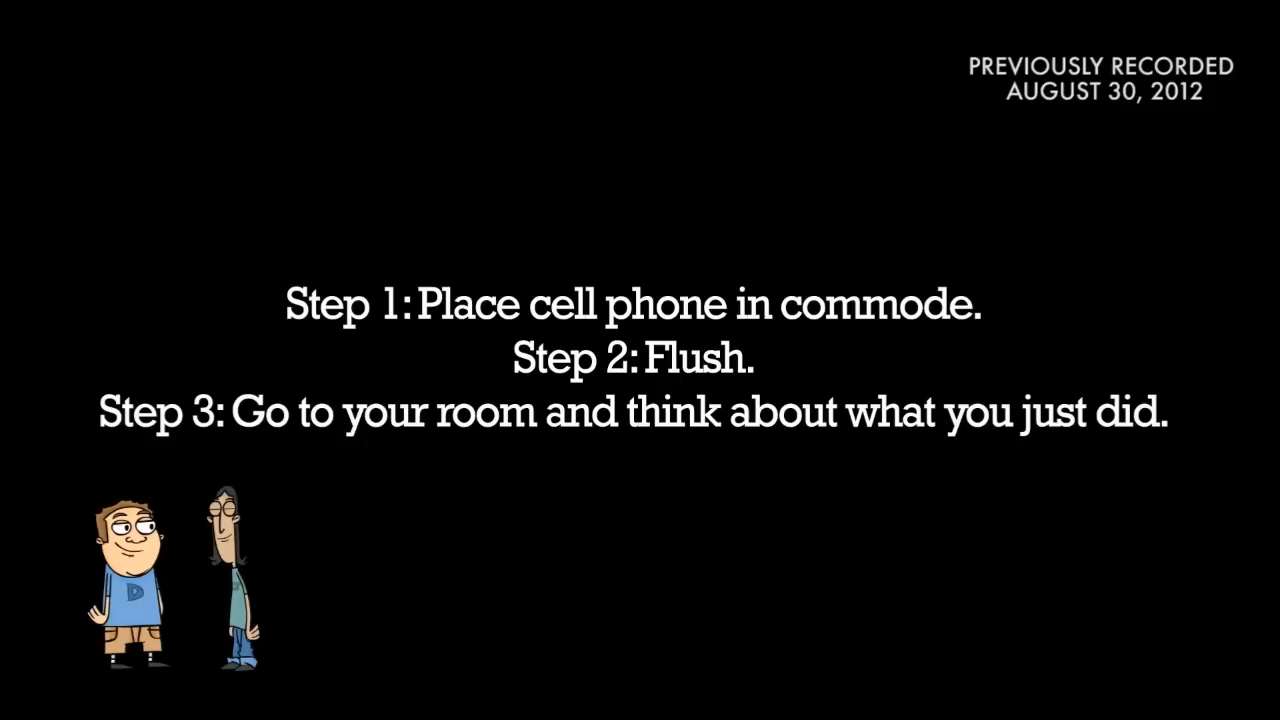 PREVIOUSLY RECORDED
AUGUST 30, 2012
Step 1: Place cell phone in commode.
Step 2: Flush.
Step 3: Go to your room and think about what you just did.
D